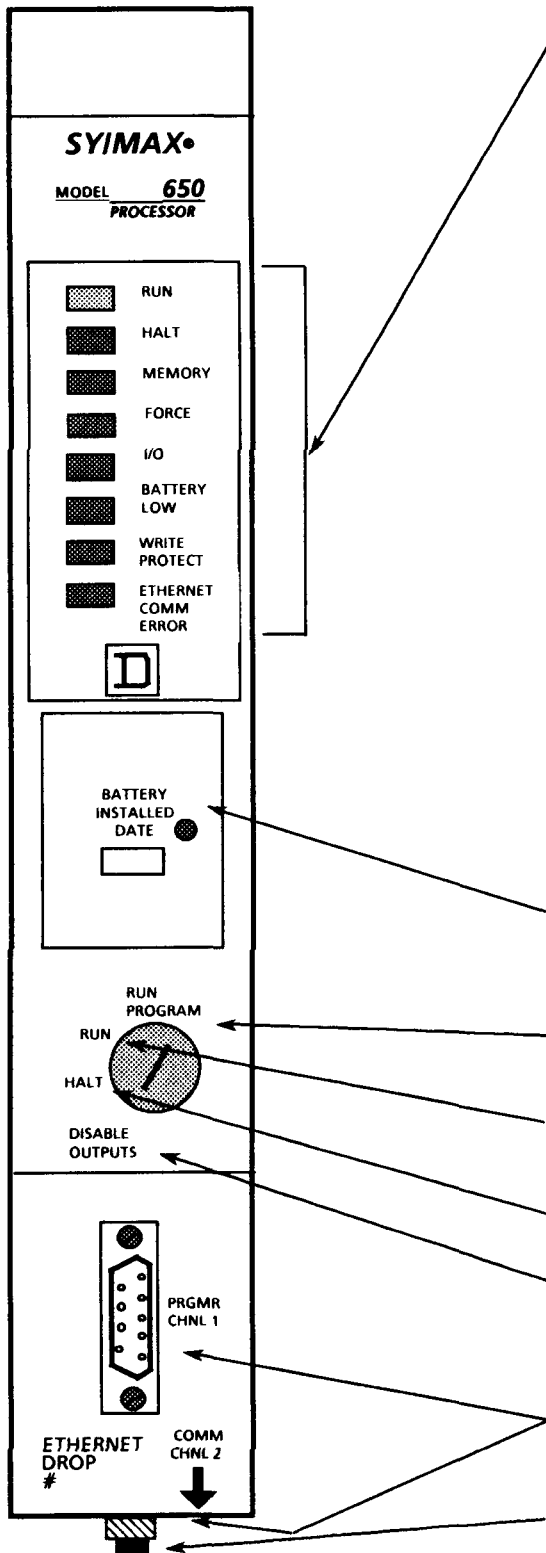 SY/MAX®
MODEL 650
PROCESSOR
RUN
HALT
MEMORY
FORCE
I/O
BATTERY
LOW
WRITE
PROTECT
ETHERNET
COMM
ERROR
D
BATTERY
INSTALLED
DATE
RUN
PROGRAM
RUN
HALT
DISABLE
OUTPUTS
PRGMR
CHNL 1
ETHERNET
DROP
#
COMM
CHNL 2